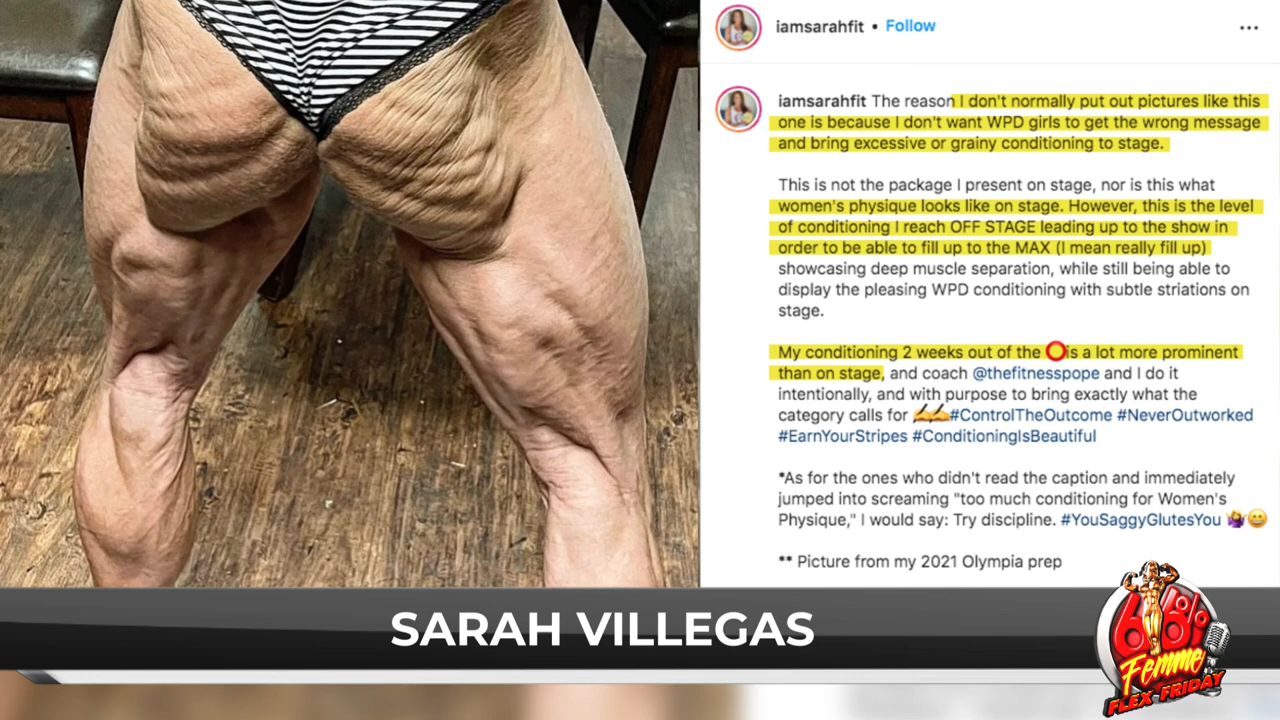 iamsarahfit • Follow
iamsarahfit The reason I don't normally put out pictures like this
one is because I don't want WPD girls to get the wrong message
and bring excessive or grainy conditioning to stage.
This is not the package I present on stage, nor is this what
women's physique looks like on stage. However, this is the level
of conditioning I reach OFF STAGE leading up to the show in
order to be able to fill up to the MAX (I mean really fill up)
showcasing deep muscle separation, while still being able to
display the pleasing WPD conditioning with subtle striations on
stage.
My conditioning 2 weeks out of the ⭕is a lot more prominent
than on stage, and coach @thefitnesspope and I do it
intentionally, and with purpose to bring exactly what the
category calls for ✍️✍️#ControlTheOutcome #NeverOutworked
#EarnYourStripes #ConditioningIsBeautiful
*As for the ones who didn't read the caption and immediately
jumped into screaming "too much conditioning for Women's
Physique," I would say: Try discipline. #YouSaggyGlutesYou 🤷‍♀️😁
** Picture from my 2021 Olympia prep
SARAH VILLEGAS
6.8%
Femme
FLEX FRIDAY